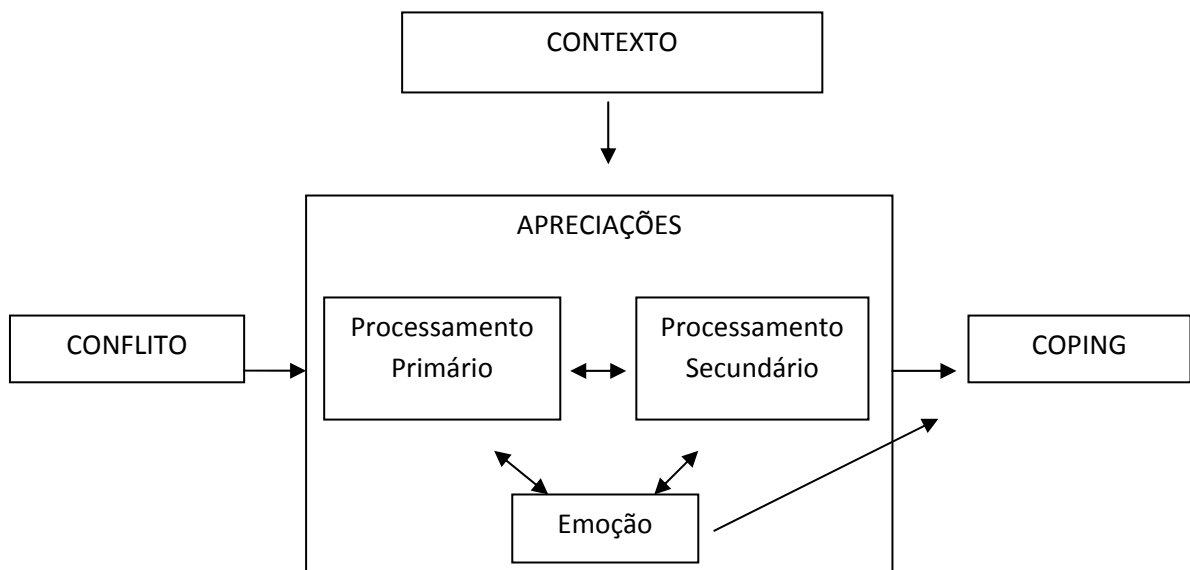 CONTEXTO
APRECIAÇÕES
CONFLITO
Processamento
Primário
Processamento
Secundário
COPING
Emoção